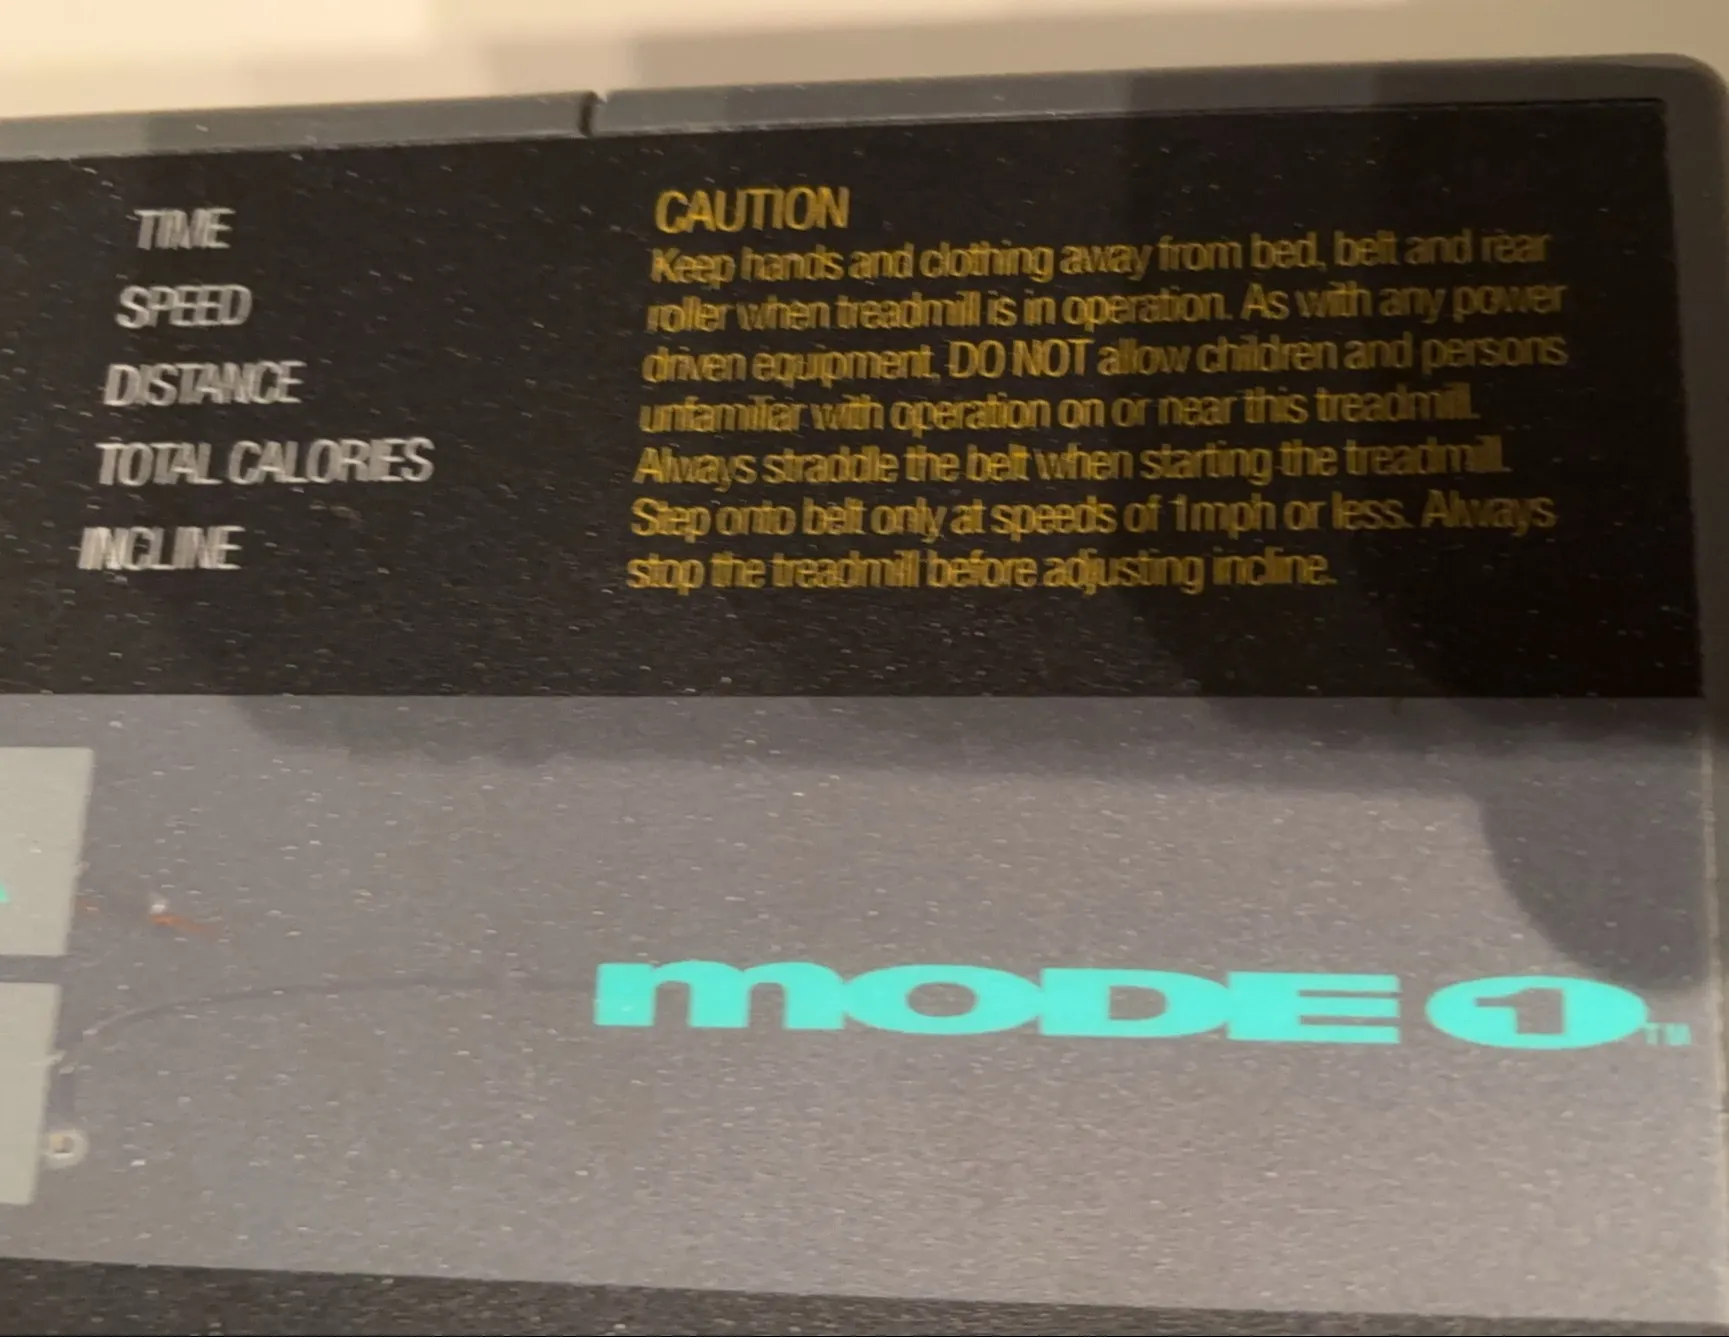 TIME
SPEED
DISTANCE
TOTAL CALORIES
INCLINE
CAUTION
Keep hands and clothing away from bed, belt and rear
roller when treadmill is in operation. As with any power
driven equipment, DO NOT allow children and persons
unfamiliar with operation on or near this treadmill.
Always straddle the belt when starting the treadmill.
Step onto belt only at speeds of 1mph or less. Always
stop the treadmill before adjusting incline.
mODE 1 ™